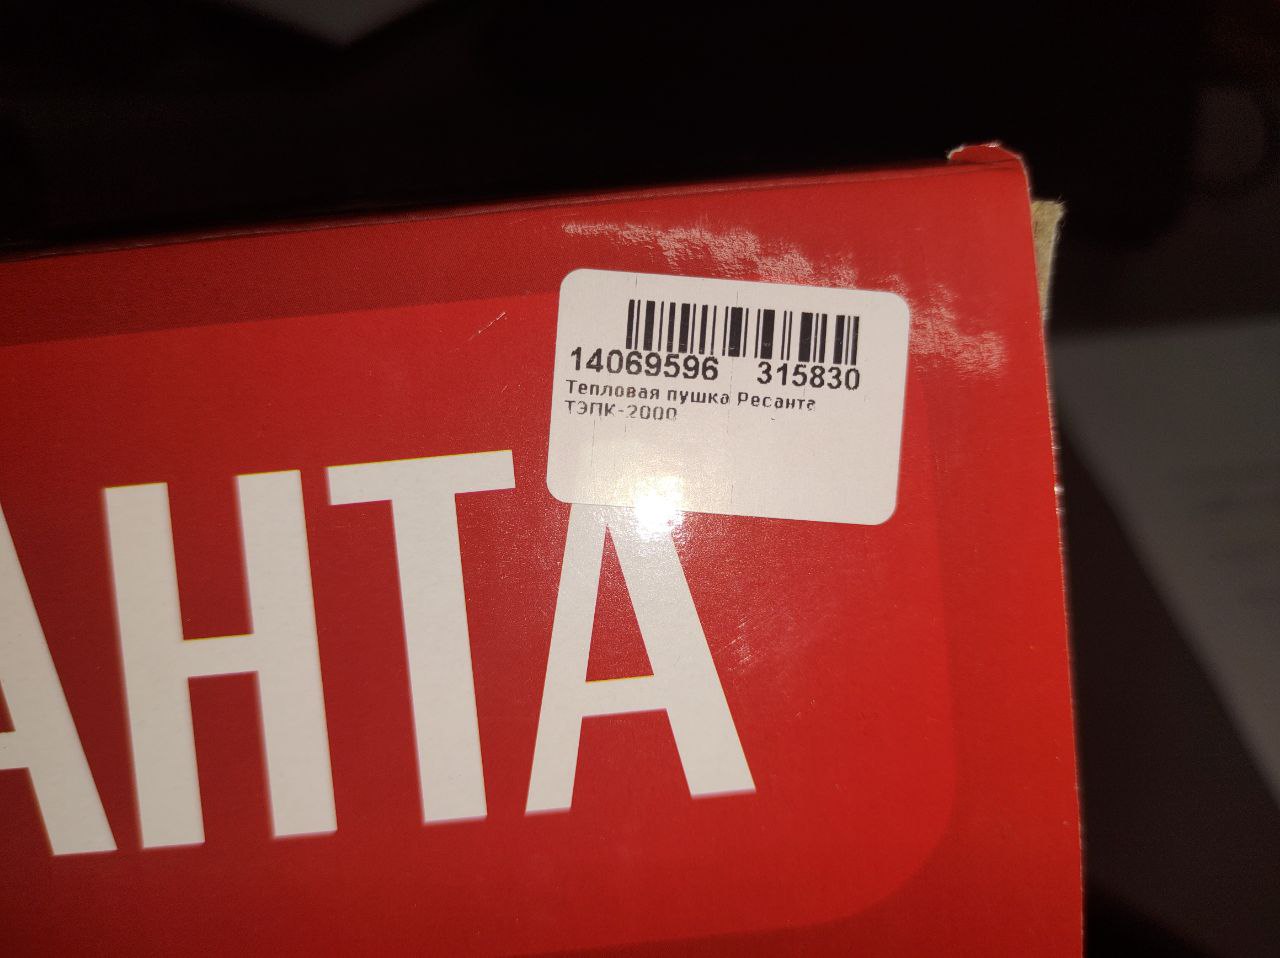 14069596 315830
Тепловая пушка Ресанта
ТЭПК-2000
АНТА